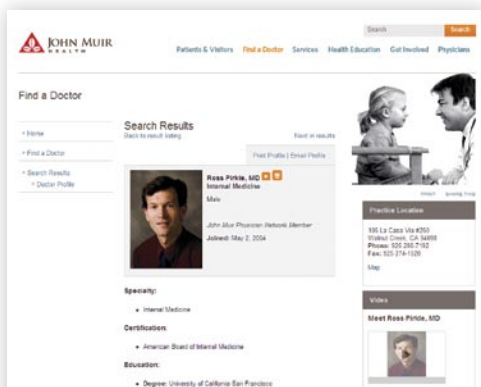 JOHN MUIR
HEALTH
Search
Search
Patients & Visitors
Find a Doctor
Services
Health Education
Get Involved
Physicians
Find a Doctor
Home
Find a Doctor
Search Results
Doctor Profile
Search Results
Back to result listing
Next in results
Print Profile | Email Profile
Ross Pirkle, MD
Internal Medicine
Male
John Muir Physician Network Member
Joined: May 2, 2004
Specialty:
Internal Medicine
Certification:
American Board of Internal Medicine
Education:
Degree: University of California San Francisco
Practice Location
Walnut Creek, CA
Phone:
Fax:
Map
Video
Meet Ross Pirkle, MD